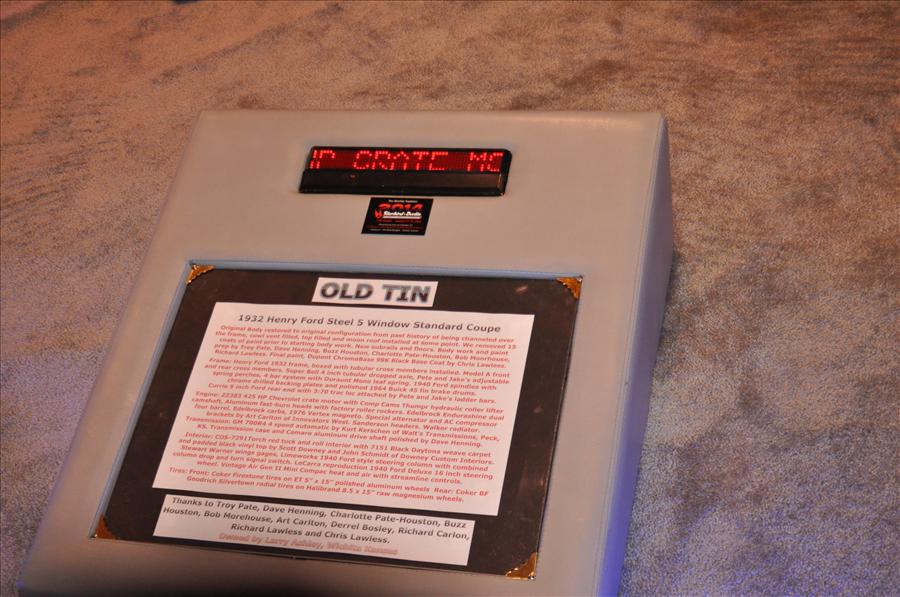 CRATE
2014
Starbird-Devlin
OLD TIN
1932 Henry Ford Steel 5 Window Standard Coupe
Original Body restored to original configuration from past history of being channeled over
the frame, cowl vent filled, top filled and moon roof installed at some point. We removed 15
coats of paint prior to starting body work. New subrails and floors. Body work and paint
prep by Troy Pate, Dave Henning, Buzz Houston, Charlotte Pate-Houston, Bob Moorhouse,
Richard Lawless. Final paint, Dupont ChromaBase 99K Black Base Coat by Chris Lawless.
Frame: Henry Ford 1932 frame, boxed with tubular cross members installed. Model A front
and rear cross members. Super Bell 4 inch tubular dropped axle, Pete and Jake's adjustable
spring perches, 4 bar system with Durant Mono leaf spring. 1940 Ford spindles with
chrome drilled backing plates and polished 1964 Buick 45 fin brake drums.
Currie 9 inch Ford rear end with 3:70 trac loc attached by Pete and Jake's ladder bars.
Engine: ZZ383 425 HP Chevrolet crate motor with Comp Cams Thumpr hydraulic roller lifter
camshaft, Aluminum fast-burn heads with factory roller rockers. Edelbrock Endurashine dual
four barrel, Edelbrock carbs, 1976 Vertex magneto. Special alternator and AC compressor
brackets by Art Carlton of Innovators West. Sanderson headers. Walker radiator.
Transmission: GM 700R4 4 speed automatic by Kurt Kerschen of Walt's Transmissions, Peck,
KS. Transmission case and Camaro aluminum drive shaft polished by Dave Henning.
Interior: COS-7291Torch red tuck and roll interior with 7151 Black Daytona weave carpet
and padded black vinyl top by Scott Downey and John Schmidt of Downey Custom Interiors.
Stewart Warner wings gages, Limeworks 1940 Ford style steering column with combined
column drop and turn signal switch. LeCarra reproduction 1940 Ford Deluxe 16 inch steering
wheel. Vintage Air Gen II Mini Compac heat and air with streamline controls.
Tires: Front: Coker Firestone tires on ET 5" x 15" polished aluminum wheels Rear: Coker BF
Goodrich Silvertown radial tires on Halibrand 8.5 x 15" raw magnesium wheels.
Thanks to Troy Pate, Dave Henning, Charlotte Pate-Houston, Buzz
Houston, Bob Morehouse, Art Carlton, Derrel Bosley, Richard Carlon,
Richard Lawless and Chris Lawless.
Owned by Larry Ashley, Wichita Kansas